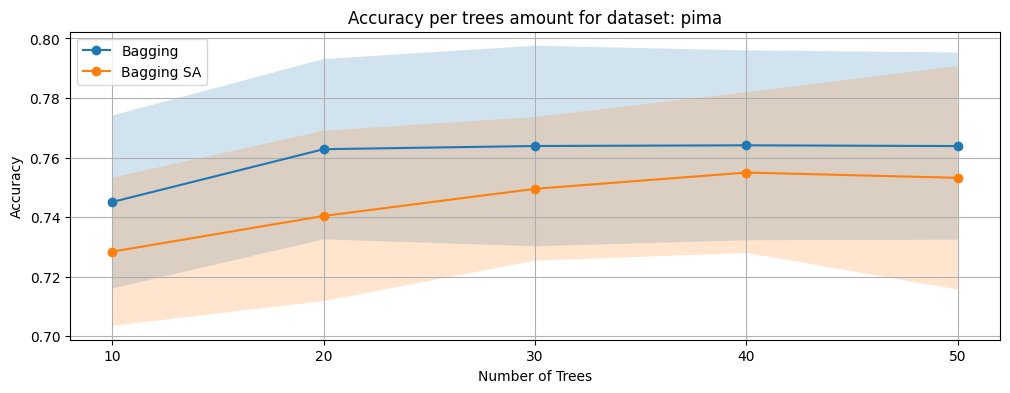 Accuracy per trees amount for dataset: pima
Bagging
Bagging SA
Accuracy
0.80
0.78
0.76
0.74
0.72
0.70
10 20 30 40 50
Number of Trees